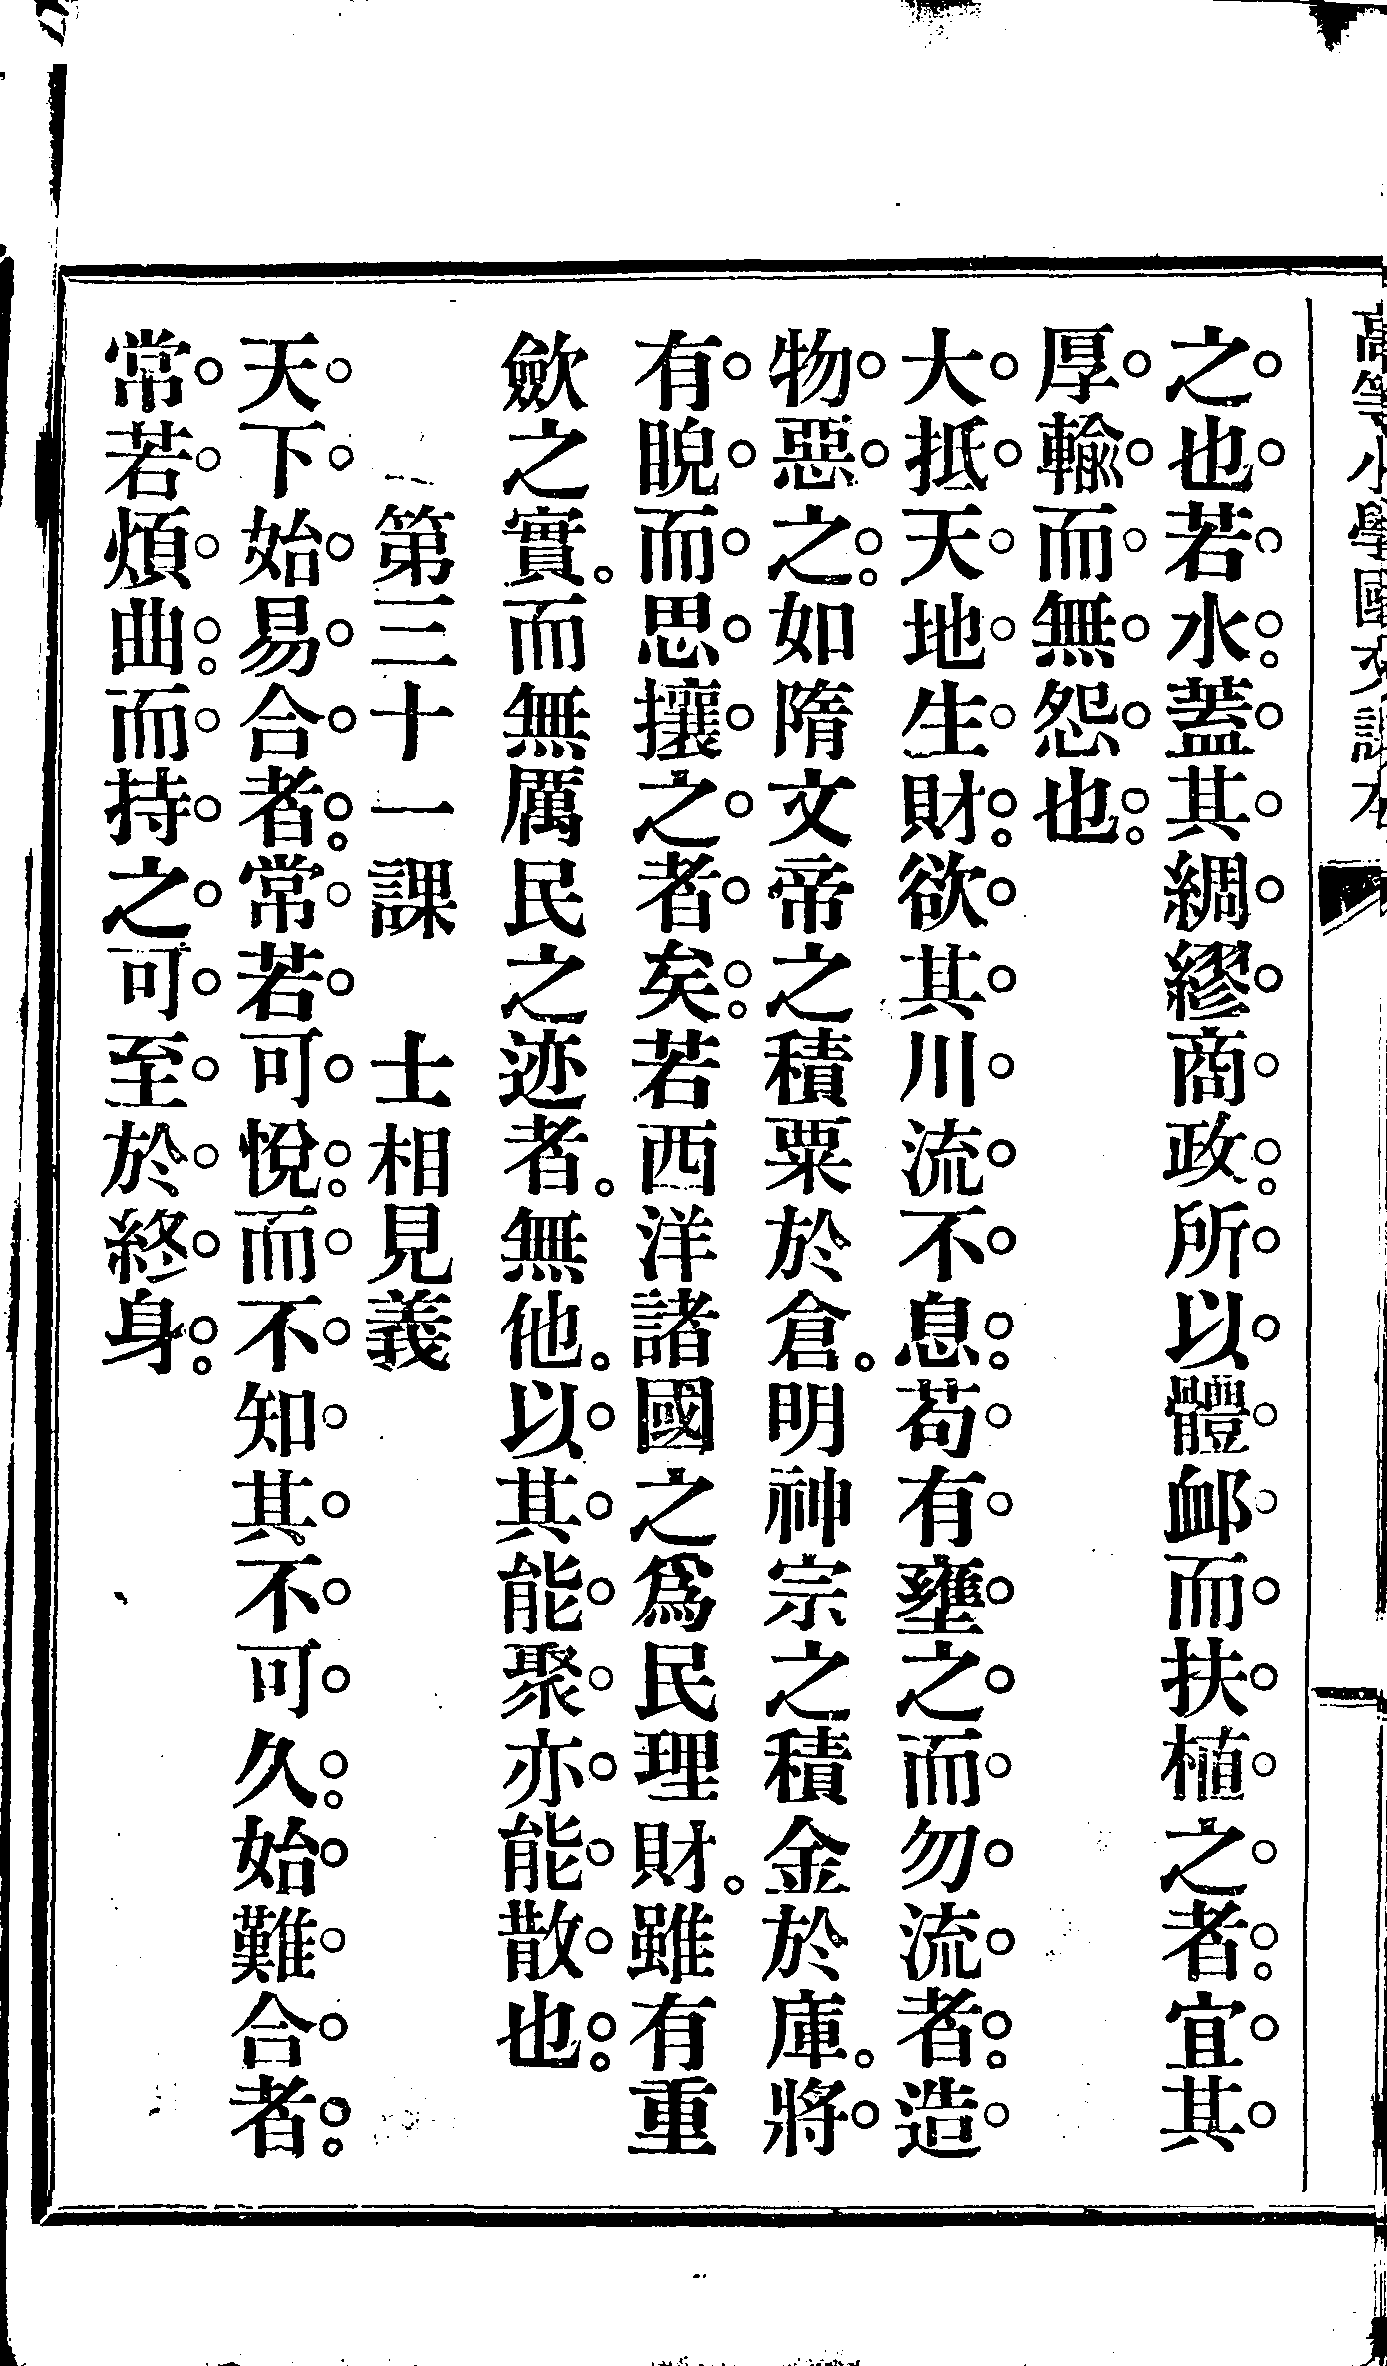 高等小學國文課本
之也若水。蓋其綢繆商政。所以體卹而扶植之者。宜其
厚輸而無怨也。
大抵天地生財。欲其川流不息。苟有壅之而勿流者。造
物惡之。如隋文帝之積粟於倉。明神宗之積金於庫。將
有睨而思攘之者矣。若西洋諸國之爲民理財。雖有重
歛之實。而無厲民之迹者。無他。以其能聚亦能散也。
第三十一課　士相見義
天下始易合者。常若可悅。而不知其不可久。始難合者。
常若煩曲。而持之可至於終身。